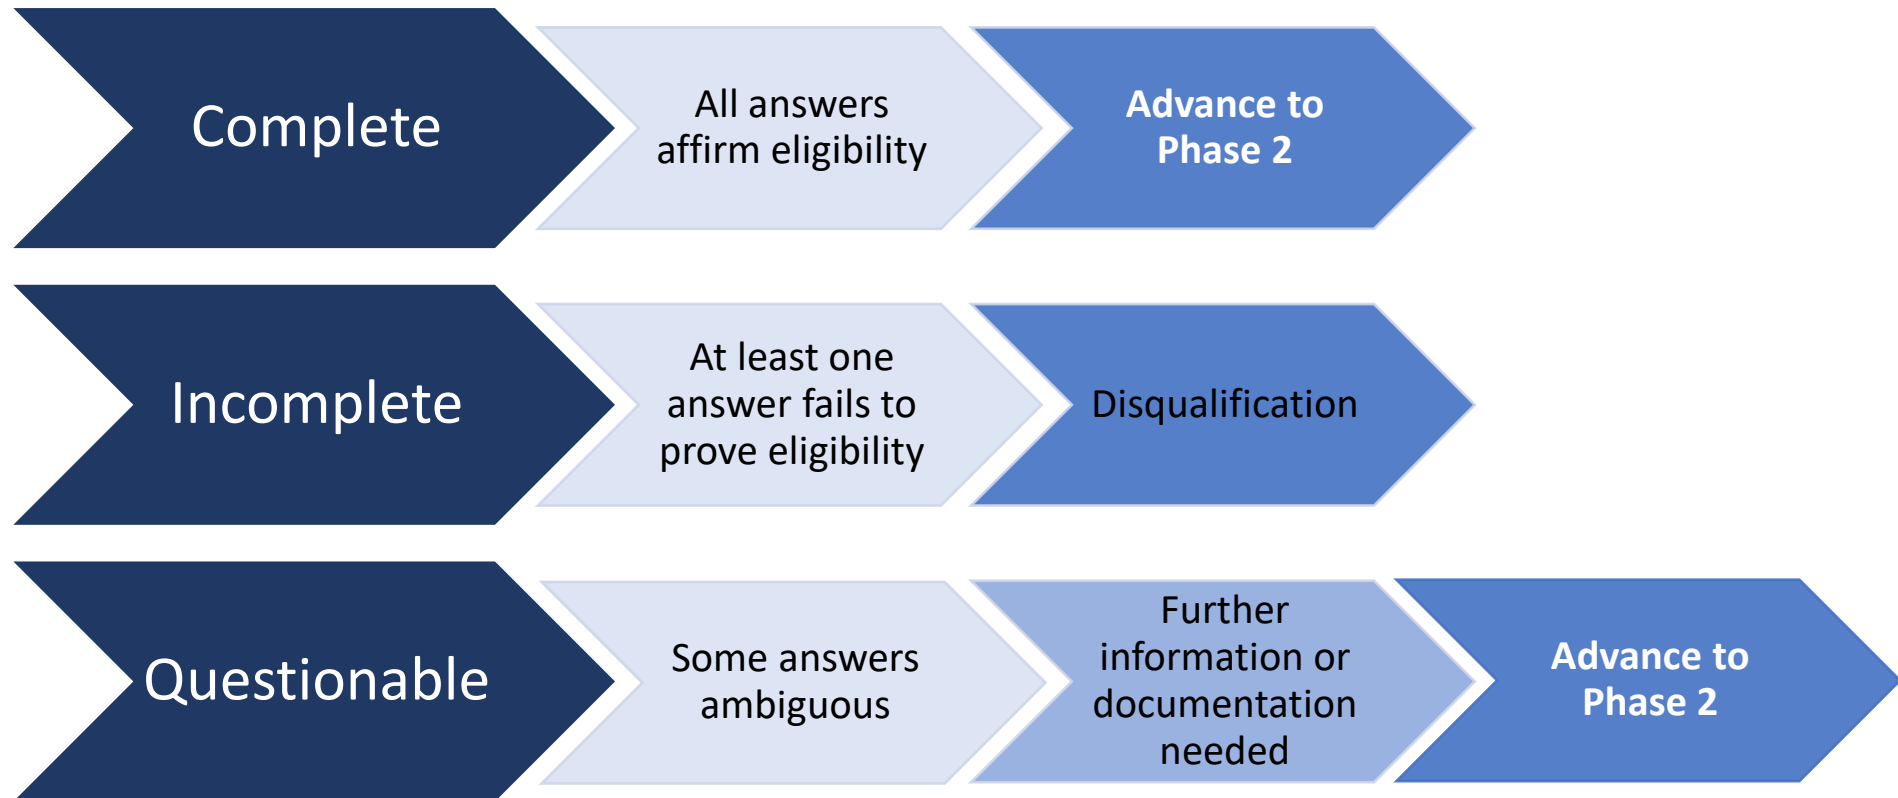 Complete
All answers
affirm eligibility
Advance to
Phase 2
Incomplete
At least one
answer fails to
prove eligibility
Disqualification
Questionable
Some answers
ambiguous
Further
information or
documentation
needed
Advance to
Phase 2